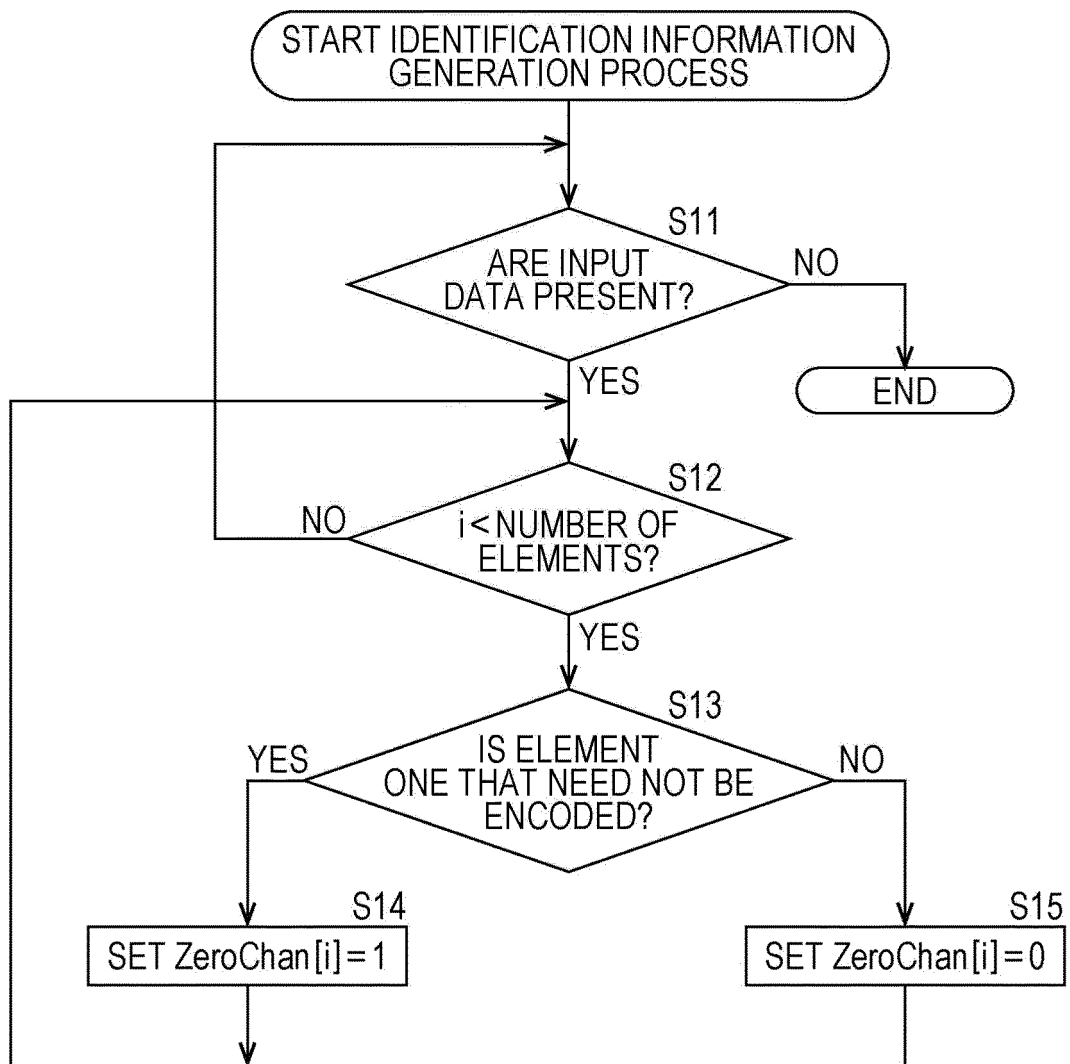 START IDENTIFICATION INFORMATION
GENERATION PROCESS
S11
ARE INPUT
DATA PRESENT?
NO
YES
END
S12
i<NUMBER OF
ELEMENTS?
NO
YES
S13
IS ELEMENT
ONE THAT NEED NOT BE
ENCODED?
YES
NO
S14
SET ZeroChan[i]=1
S15
SET ZeroChan[i]=0